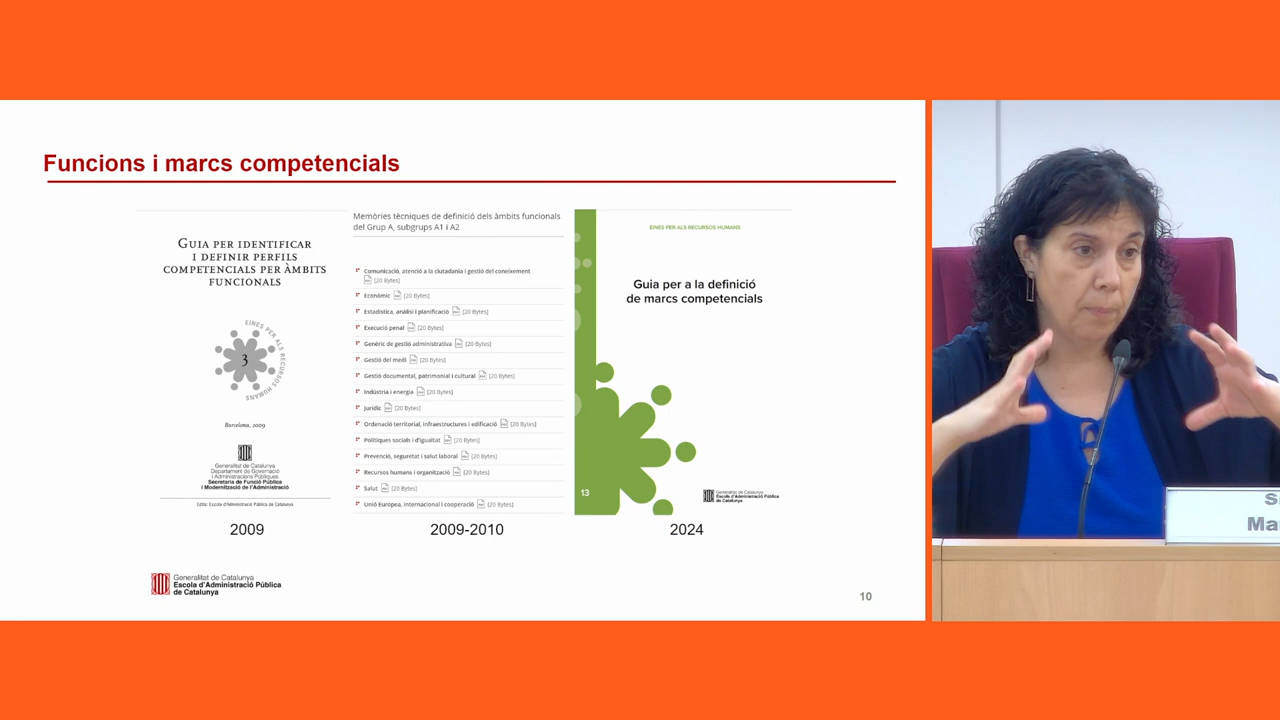 Funcions i marcs competencials
GUIA PER IDENTIFICAR
I DEFINIR PERFILS
COMPETENCIALS PER ÀMBITS
FUNCIONALS
EINES PER ALS RECURSOS HUMANS
3
Barcelona, 2009
Generalitat de Catalunya
Departament de Governació
i Administracions Públiques
Secretaria de Funció Pública
i Modernització de l'Administració
Edita: Escola d'Administració Pública de Catalunya
2009
Memòries tècniques de definició dels àmbits funcionals
del Grup A, subgrups A1 i A2
Comunicació, atenció a la ciutadania i gestió del coneixement
[20 Bytes]
Econòmic [20 Bytes]
Estadística, anàlisi i planificació [20 Bytes]
Execució penal [20 Bytes]
Genèric de gestió administrativa [20 Bytes]
Gestió del medi [20 Bytes]
Gestió documental, patrimonial i cultural [20 Bytes]
Indústria i energia [20 Bytes]
Jurídic [20 Bytes]
Ordenació territorial, infraestructures i edificació [20 Bytes]
Polítiques socials i d'igualtat [20 Bytes]
Prevenció, seguretat i salut laboral [20 Bytes]
Recursos humans i organització [20 Bytes]
Salut [20 Bytes]
Unió Europea, internacional i cooperació [20 Bytes]
2009-2010
EINES PER ALS RECURSOS HUMANS
Guia per a la definició
de marcs competencials
13
Generalitat de Catalunya
Escola d'Administració Pública
de Catalunya
2024
Generalitat de Catalunya
Escola d'Administració Pública
de Catalunya
10
Ma